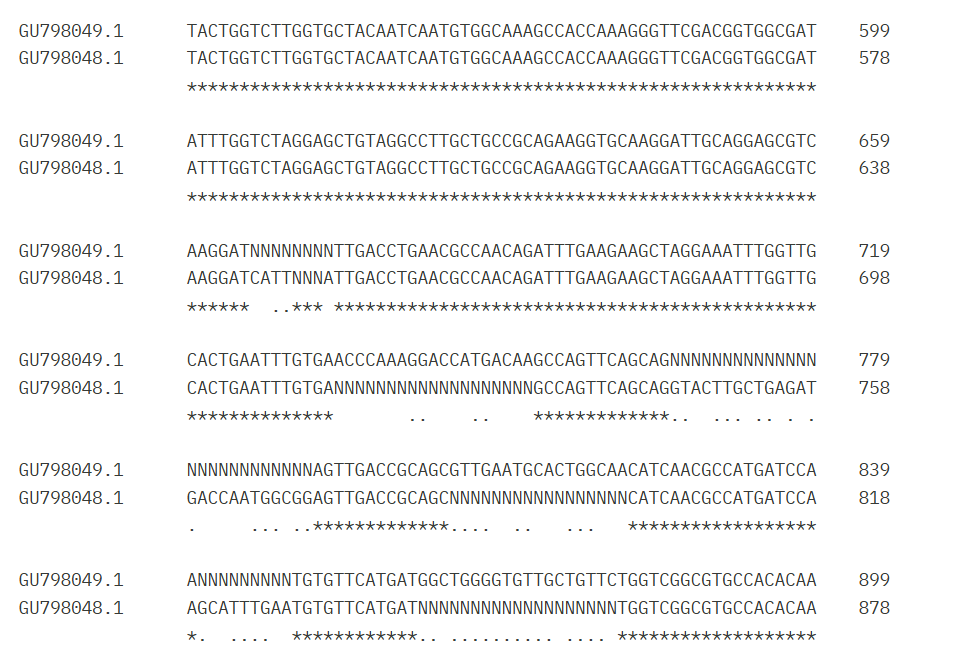 GU798049.1 TACTGGTCTTGGTGCTACAATCAATGTGGCAAAGCCACCAAAGGGTTCGACGGTGGCGAT 599
GU798048.1 TACTGGTCTTGGTGCTACAATCAATGTGGCAAAGCCACCAAAGGGTTCGACGGTGGCGAT 578
************************************************************
GU798049.1 ATTTGGTCTAGGAGCTGTAGGCCTTGCTGCCGCAGAAGGTGCAAGGATTGCAGGAGCGTC 659
GU798048.1 ATTTGGTCTAGGAGCTGTAGGCCTTGCTGCCGCAGAAGGTGCAAGGATTGCAGGAGCGTC 638
************************************************************
GU798049.1 AAGGATNNNNNNNNTTGACCTGAACGCCAACAGATTTGAAGAAGCTAGGAAATTTGGTTG 719
GU798048.1 AAGGATCATTNNNATTGACCTGAACGCCAACAGATTTGAAGAAGCTAGGAAATTTGGTTG 698
******  ..*** **********************************************
GU798049.1 CACTGAATTTGTGAACCCAAAGGACCATGACAAGCCAGTTCAGCAGNNNNNNNNNNNNNN 779
GU798048.1 CACTGAATTTGTGANNNNNNNNNNNNNNNNNNNGCCAGTTCAGCAGGTACTTGCTGAGAT 758
**************       ..    ..    *************..  ... .. . .
GU798049.1 NNNNNNNNNNNNAGTTGACCGCAGCGTTGAATGCACTGGCAACATCAACGCCATGATCCA 839
GU798048.1 GACCAATGGCGGAGTTGACCGCAGCNNNNNNNNNNNNNNNNNCATCAACGCCATGATCCA 818
.     ... ..*************....  ..   ...   ******************
GU798049.1 ANNNNNNNNNTGTGTTCATGATGGCTGGGGTGTTGCTGTTCTGGTCGGCGTGCCACACAA 899
GU798048.1 AGCATTTGAATGTGTTCATGATNNNNNNNNNNNNNNNNNNNTGGTCGGCGTGCCACACAA 878
*.  ....  ************.. .......... .... *******************